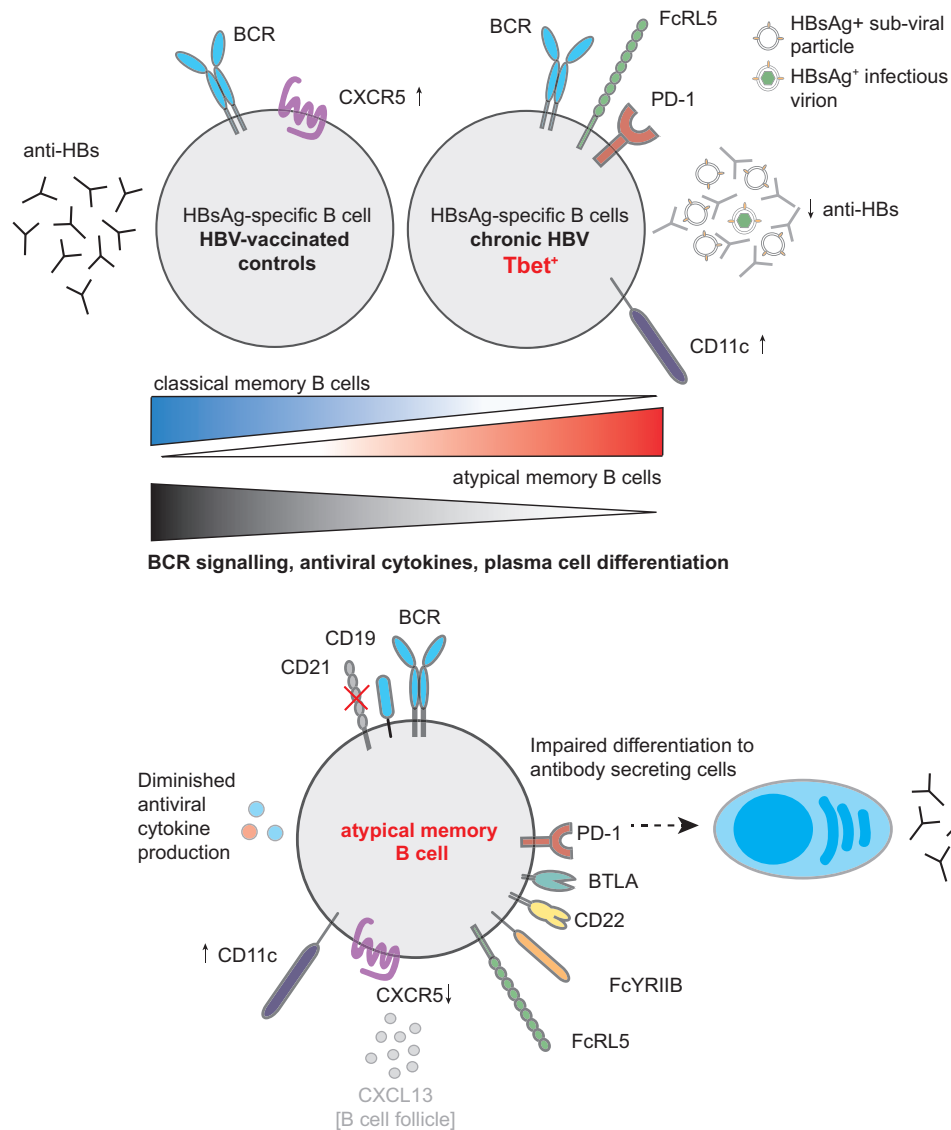 BCR
CXCR5 ↑
anti-HBs
HBsAg-specific B cell
HBV-vaccinated
controls
BCR
FcRL5
PD-1
HBsAg-specific B cells
chronic HBV
Tbet⁺
HBsAg+ sub-viral
particle
HBsAg⁺ infectious
virion
↓ anti-HBs
CD11c ↑
classical memory B cells
atypical memory B cells
BCR signalling, antiviral cytokines, plasma cell differentiation
BCR
CD19
CD21
Diminished
antiviral
cytokine
production
atypical memory
B cell
Impaired differentiation to
antibody secreting cells
PD-1
BTLA
CD22
FcYRIIB
FcRL5
↑ CD11c
CXCR5↓
CXCL13
[B cell follicle]